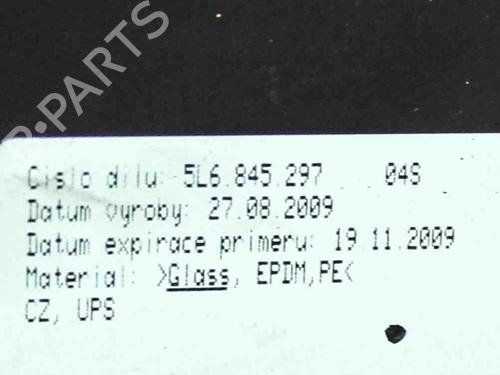 -PARTS
Cislo dilu: 5L6.845.297 04S
Datum vyroby: 27.08.2009
Datum expirace primeru: 19.11.2009
Material: >Glass, EPDM,PE<
CZ, UPS